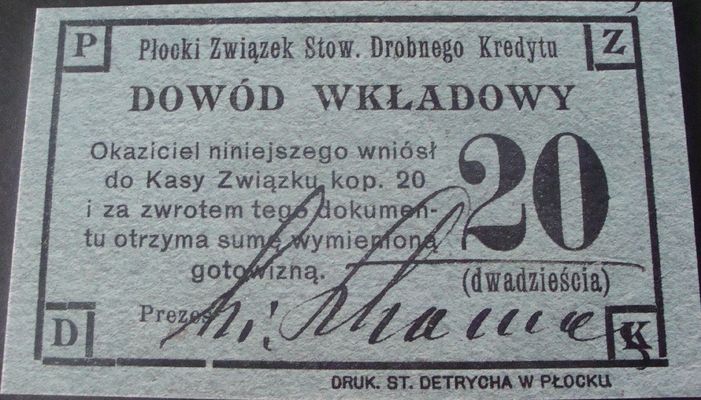 P Płocki Związek Stow. Drobnego Kredytu Z
DOWÓD WKŁADOWY
Okaziciel niniejszego wniósł
do Kasy Związku kop. 20
i za zwrotem tego dokumen-
tu otrzyma sumę wymienioną
gotowizną.
20
(dwadzieścia)
Prezes
D K
DRUK. ST. DETRYCHA W PŁOCKU